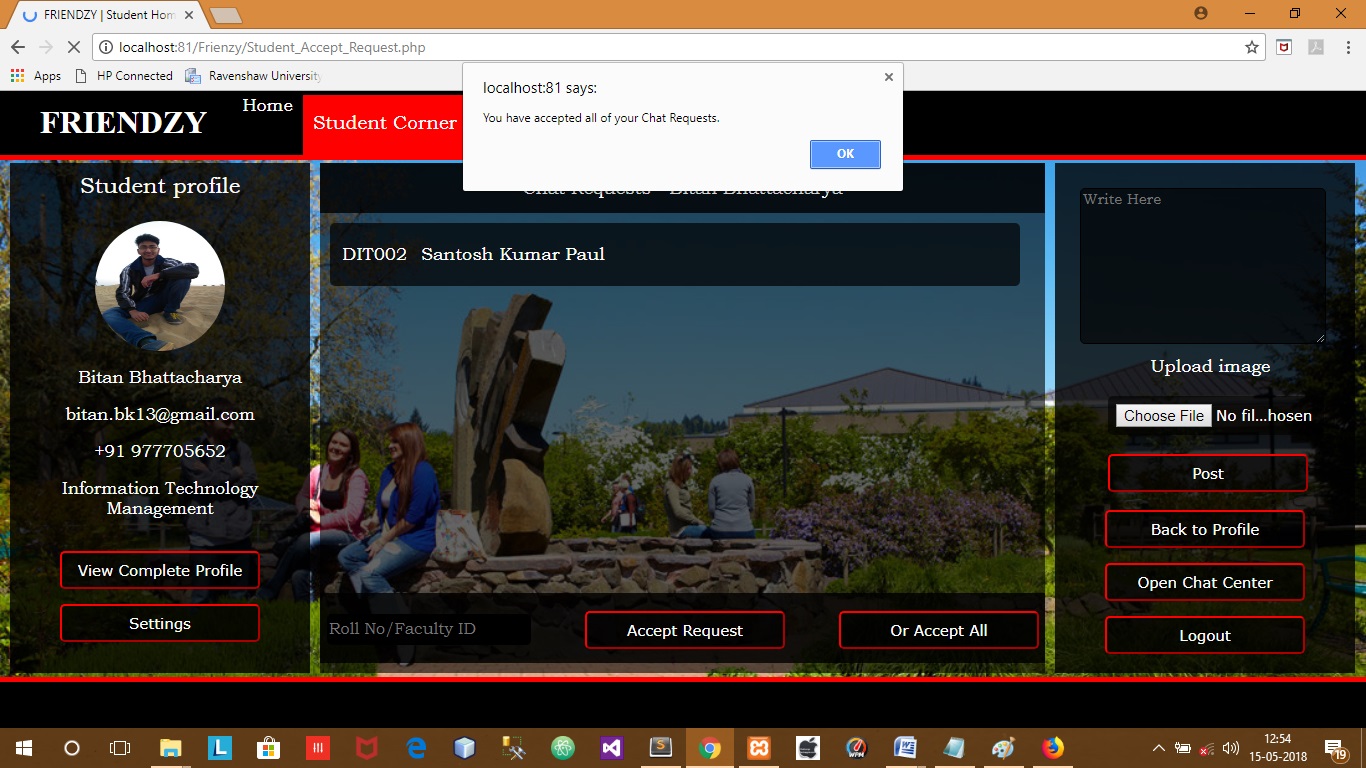 FRIENDZY | Student Hom
localhost:81/Frienzy/Student_Accept_Request.php
Apps HP Connected Ravenshaw University
localhost:81 says:
You have accepted all of your Chat Requests.
OK
FRIENDZY
Home
Student Corner
Student profile
Bitan Bhattacharya
bitan.bk13@gmail.com
+91 977705652
Information Technology
Management
View Complete Profile
Settings
Chat Requests - Bitan Bhattacharya
DIT002 Santosh Kumar Paul
Roll No/Faculty ID
Accept Request
Or Accept All
Write Here
Upload image
Choose File No fil...hosen
Post
Back to Profile
Open Chat Center
Logout
L
S
WPM
12:54
15-05-2018
19